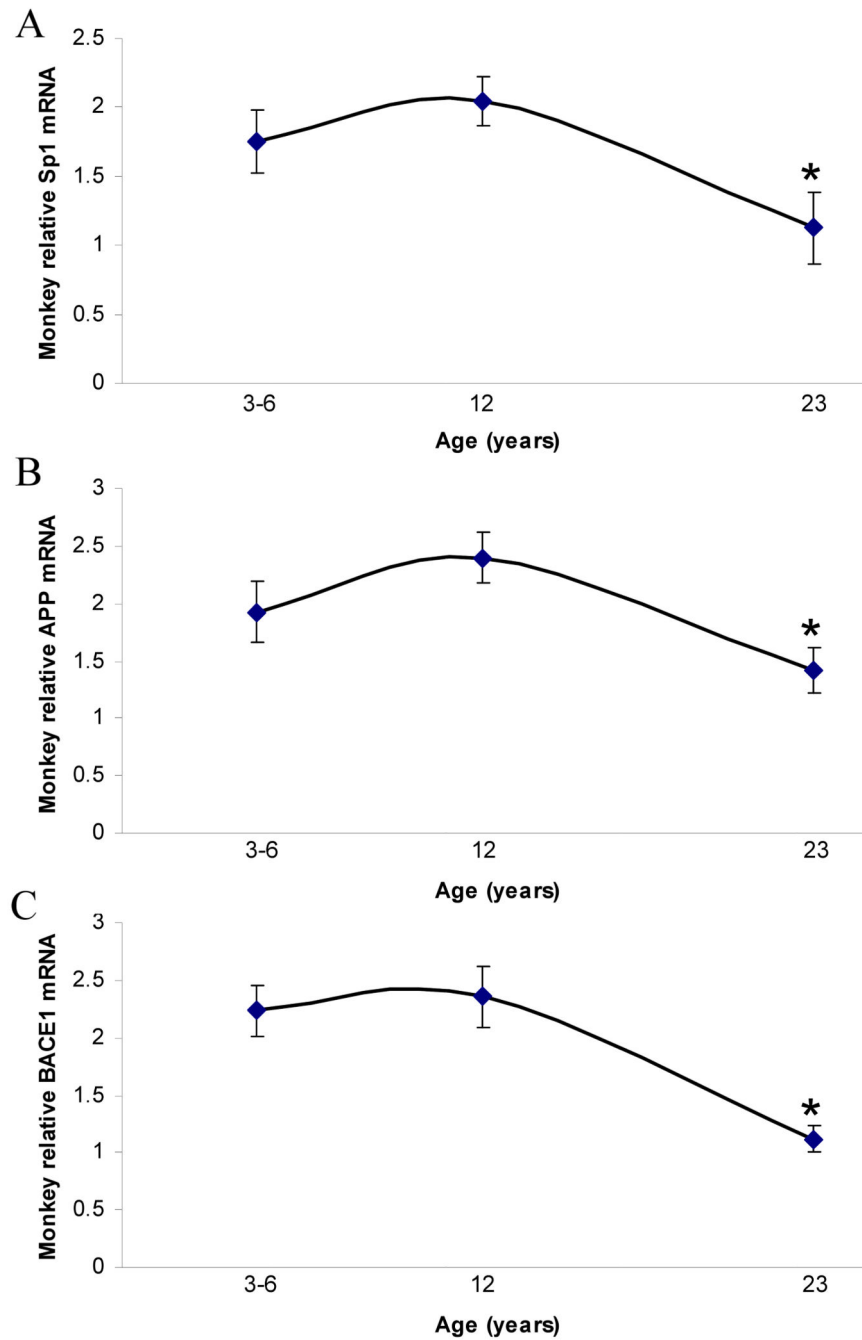 A
Monkey relative Sp1 mRNA
2.5
2
1.5
1
0.5
0
*
3-6 12 23
Age (years)
B
Monkey relative APP mRNA
3
2.5
2
1.5
1
0.5
0
*
3-6 12 23
Age (years)
C
Monkey relative BACE1 mRNA
3
2.5
2
1.5
1
0.5
0
*
3-6 12 23
Age (years)